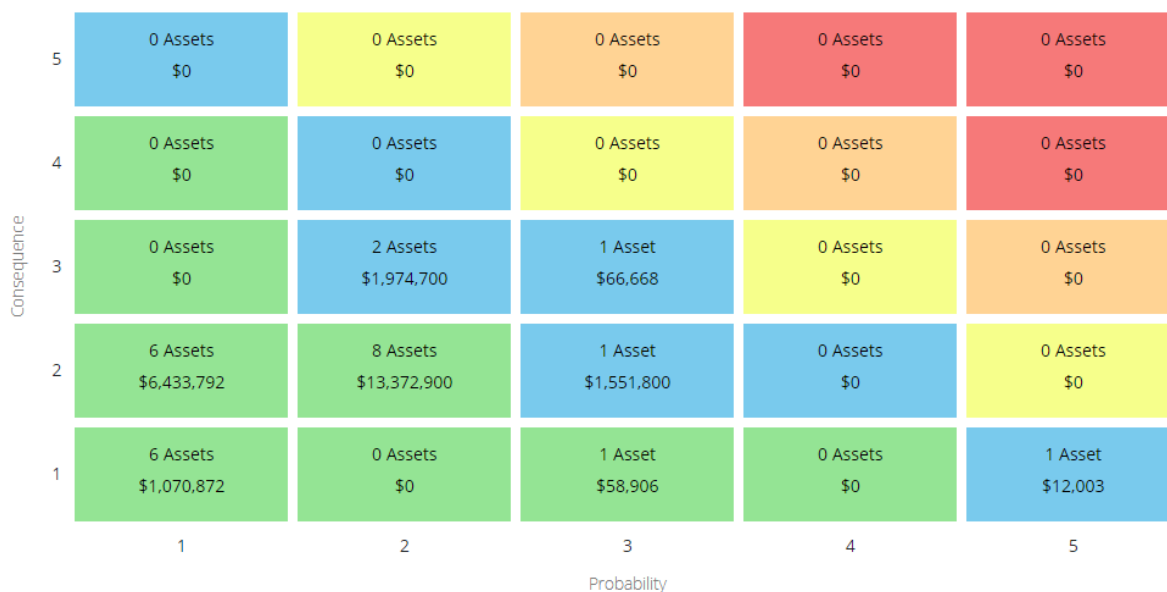 0 Assets
0 Assets
0 Assets
0 Assets
0 Assets
5
$0
$0
$0
$0
$0
0 Assets
0 Assets
0 Assets
0 Assets
0 Assets
4
$0
$0
$0
$0
$0
Consequence
0 Assets
2 Assets
1 Asset
0 Assets
0 Assets
3
$0
$1,974,700
$66,668
$0
$0
6 Assets
8 Assets
1 Asset
0 Assets
0 Assets
2
$6,433,792
$13,372,900
$1,551,800
$0
$0
6 Assets
0 Assets
1 Asset
0 Assets
1 Asset
1
$1,070,872
$0
$58,906
$0
$12,003
1
2
3
4
5
Probability